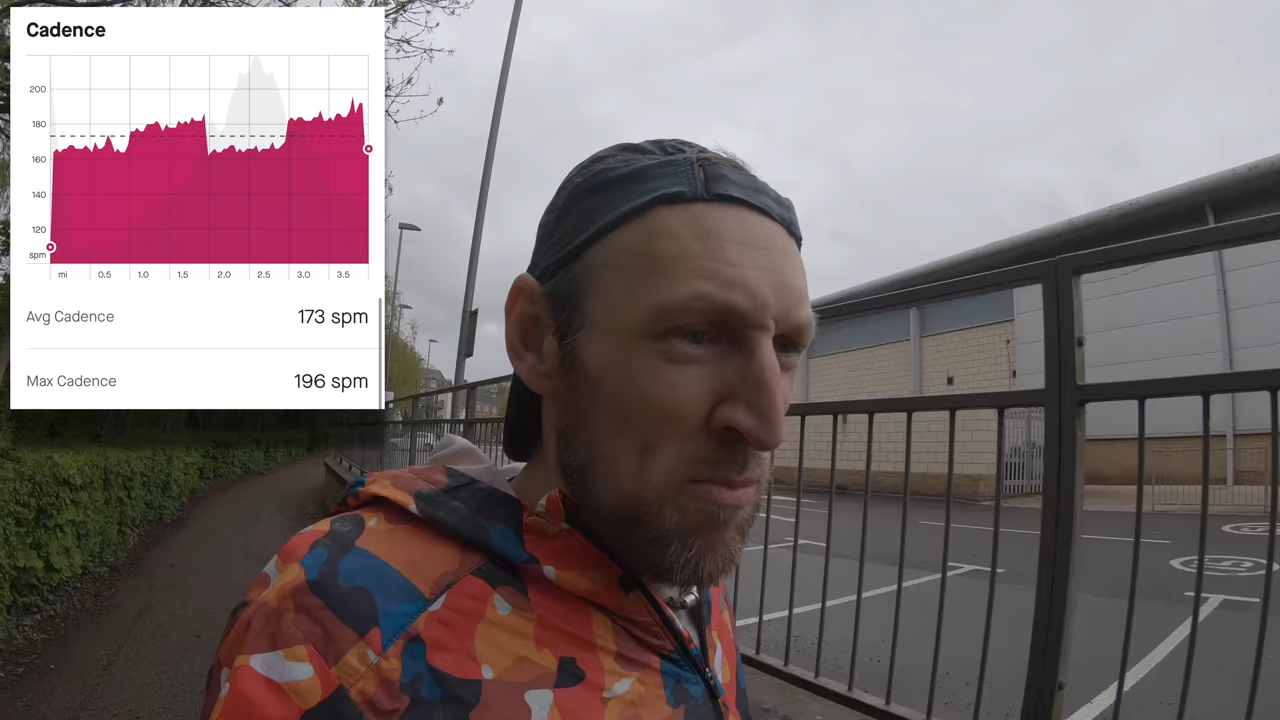 Cadence
200
180
160
140
120
spm
mi 0.5 1.0 1.5 2.0 2.5 3.0 3.5
Avg Cadence 173 spm
Max Cadence 196 spm